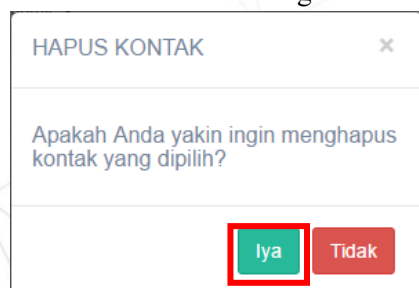 HAPUS KONTAK ×
Apakah Anda yakin ingin menghapus
kontak yang dipilih?
Iya Tidak